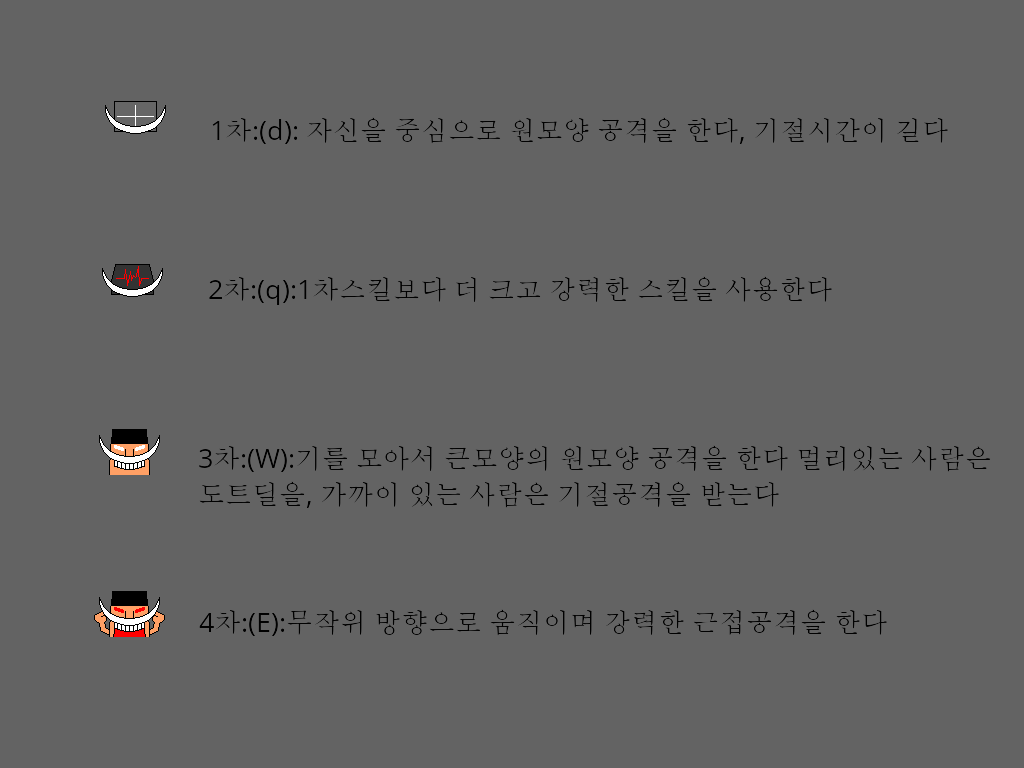 1차:(d): 자신을 중심으로 원모양 공격을 한다, 기절시간이 길다
2차:(q):1차스킬보다 더 크고 강력한 스킬을 사용한다
3차:(W):기를 모아서 큰모양의 원모양 공격을 한다 멀리있는 사람은
도트딜을, 가까이 있는 사람은 기절공격을 받는다
4차:(E):무작위 방향으로 움직이며 강력한 근접공격을 한다